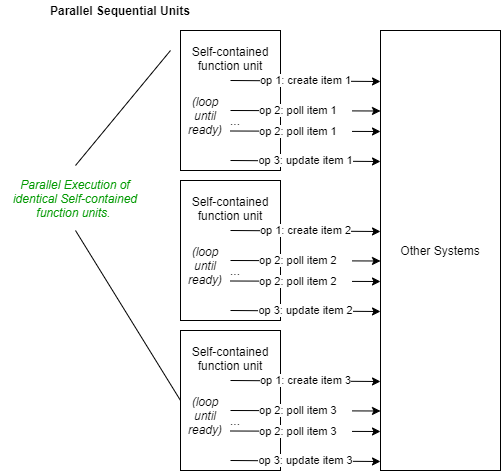 Parallel Sequential Units
Self-contained
function unit
op 1: create item 1
(loop
until
ready)
op 2: poll item 1
...
op 2: poll item 1
op 3: update item 1
Parallel Execution of
identical Self-contained
function units.
Self-contained
function unit
op 1: create item 2
(loop
until
ready)
op 2: poll item 2
...
op 2: poll item 2
op 3: update item 2
Other Systems
Self-contained
function unit
op 1: create item 3
(loop
until
ready)
op 2: poll item 3
...
op 2: poll item 3
op 3: update item 3